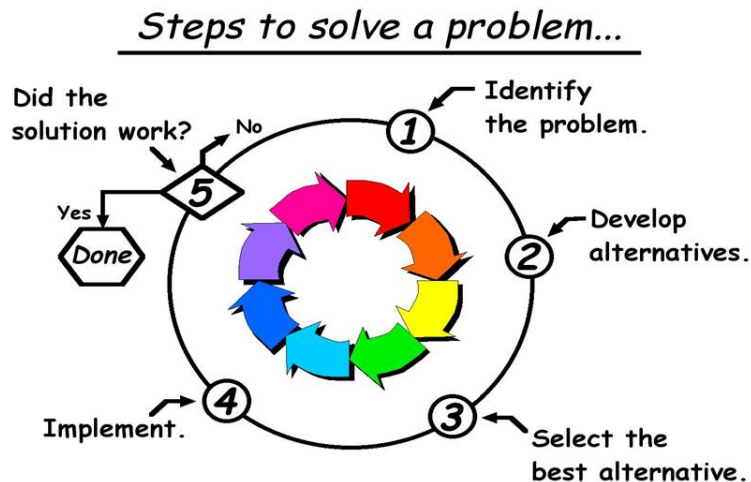 Steps to solve a problem...
1
Identify
the problem.
2
Develop
alternatives.
3
Select the
best alternative.
4
Implement.
5
Did the
solution work?
No
Yes
Done